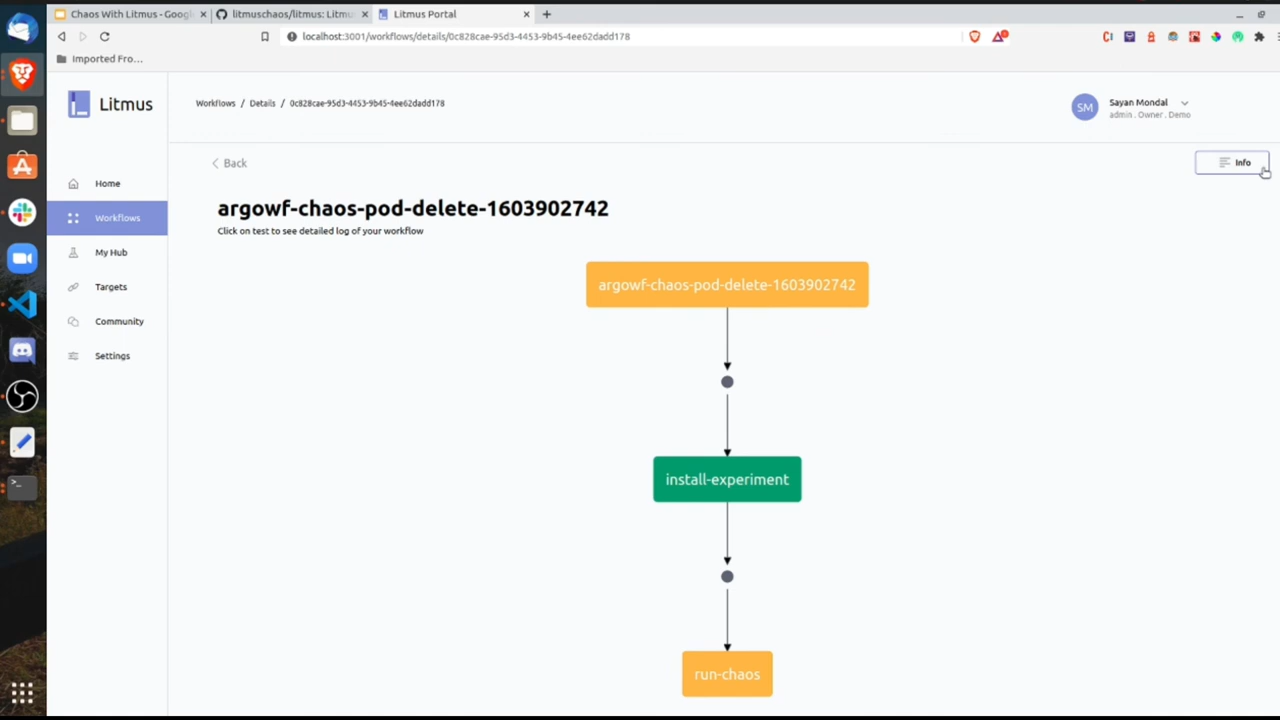 Chaos With Litmus - Googl
litmuschaos/litmus: Litmu
Litmus Portal
localhost:3001/workflows/details/0c828cae-95d3-4453-9b45-4ee62dadd178
Imported Fro...
Litmus
Workflows / Details / 0c828cae-95d3-4453-9b45-4ee62dadd178
SM
Sayan Mondal
admin . Owner . Demo
Back
Info
Home
Workflows
My Hub
Targets
Community
Settings
argowf-chaos-pod-delete-1603902742
Click on test to see detailed log of your workflow
argowf-chaos-pod-delete-1603902742
install-experiment
run-chaos